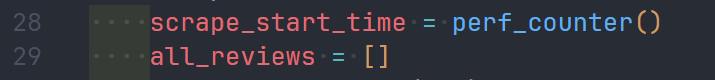 28 scrape_start_time = perf_counter()
29 all_reviews = []